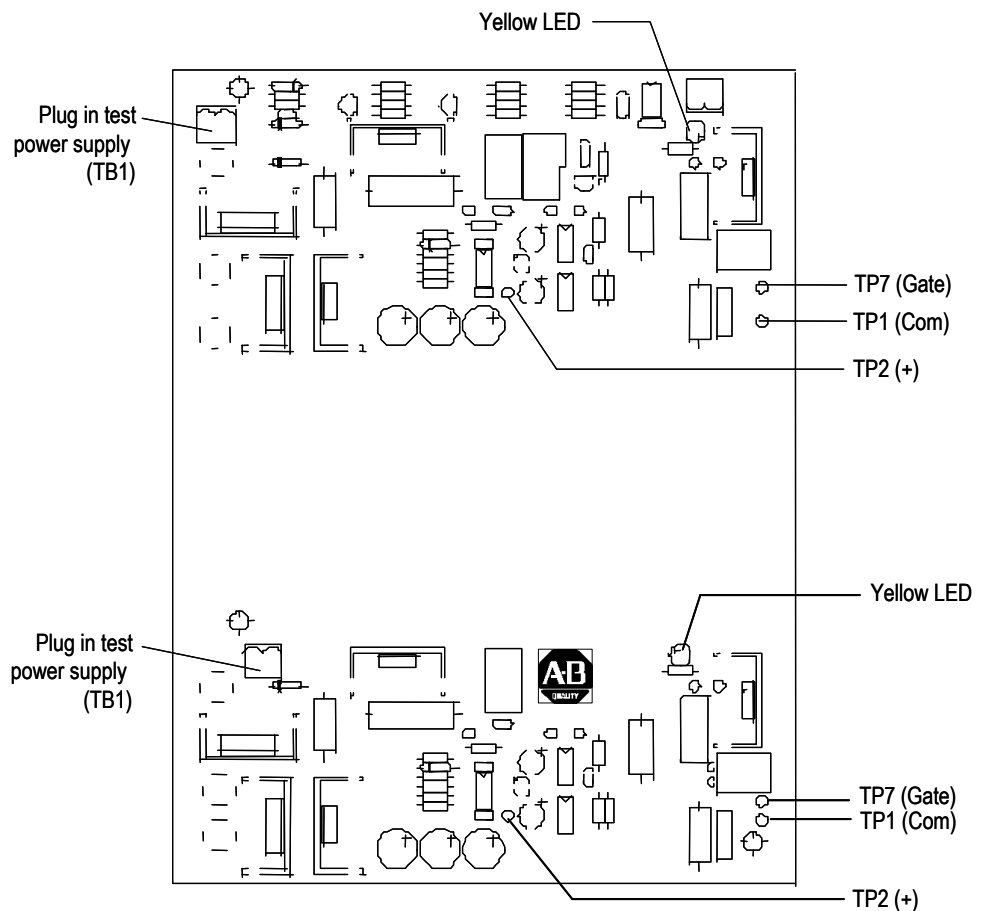 Yellow LED
Plug in test
power supply
(TB1)
TP7 (Gate)
TP1 (Com)
TP2 (+)
Yellow LED
Plug in test
power supply
(TB1)
A-B
QUALITY
TP7 (Gate)
TP1 (Com)
TP2 (+)